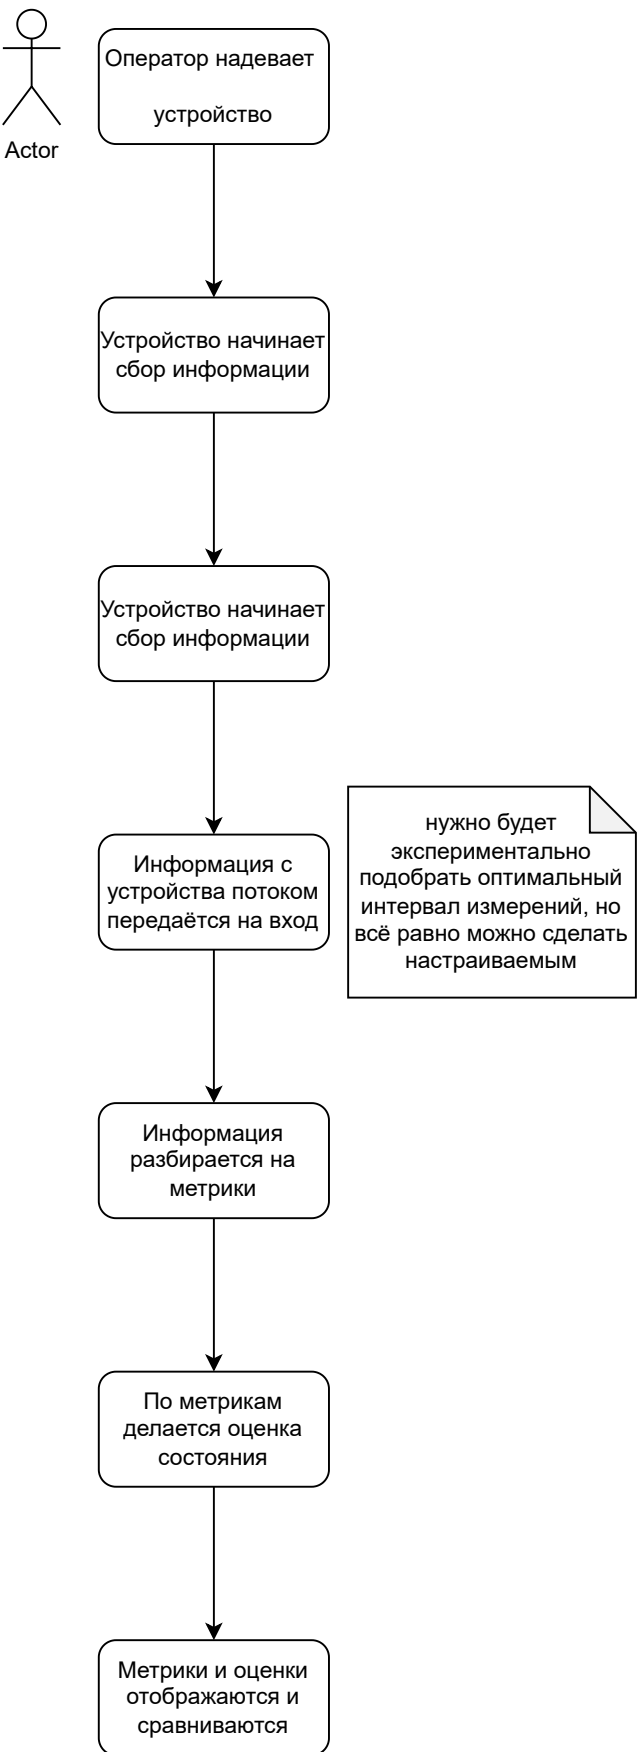 Оператор надевает
устройство
Actor
Устройство начинает
сбор информации
Устройство начинает
сбор информации
Информация с
устройства потоком
передаётся на вход
нужно будет
экспериментально
подобрать оптимальный
интервал измерений, но
всё равно можно сделать
настраиваемым
Информация
разбирается на
метрики
По метрикам
делается оценка
состояния
Метрики и оценки
отображаются и
сравниваются